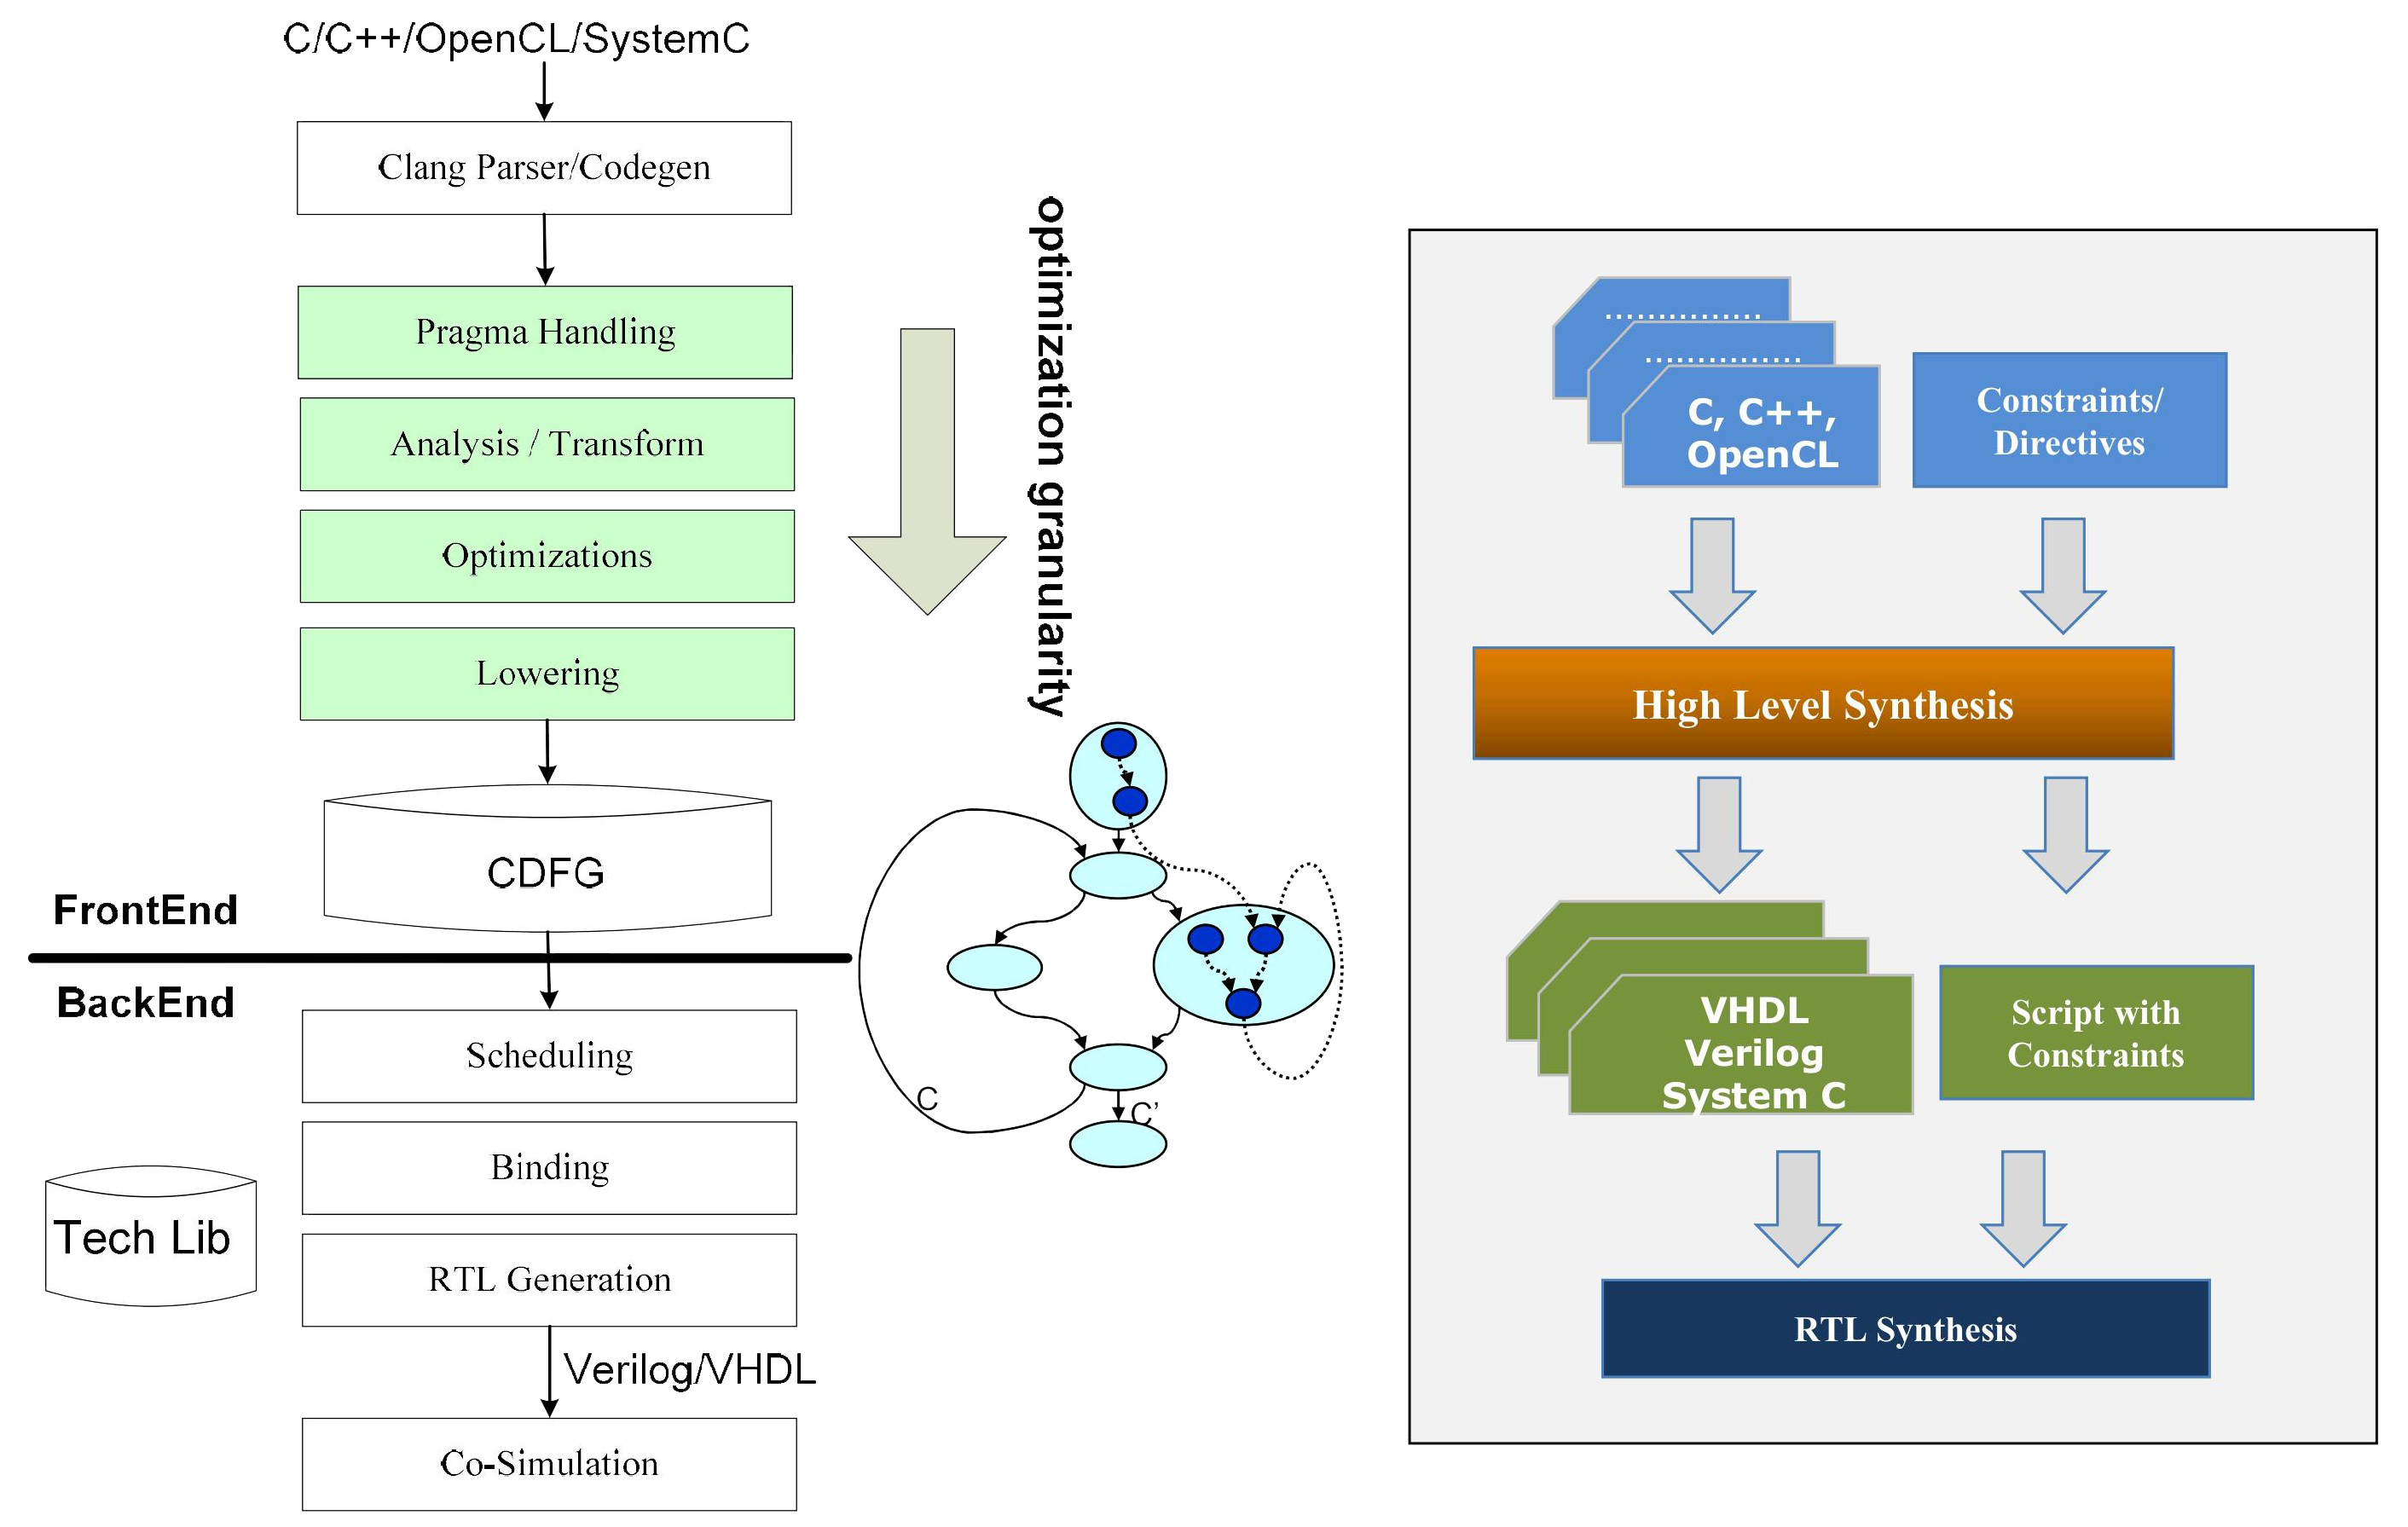 C/C++/OpenCL/SystemC
Clang Parser/Codegen
Pragma Handling
Analysis / Transform
Optimizations
Lowering
CDFG
FrontEnd
BackEnd
Scheduling
Binding
Tech Lib
RTL Generation
Verilog/VHDL
Co-Simulation
optimization granularity
C
C’
C, C++,
OpenCL
Constraints/
Directives
High Level Synthesis
VHDL
Verilog
System C
Script with
Constraints
RTL Synthesis